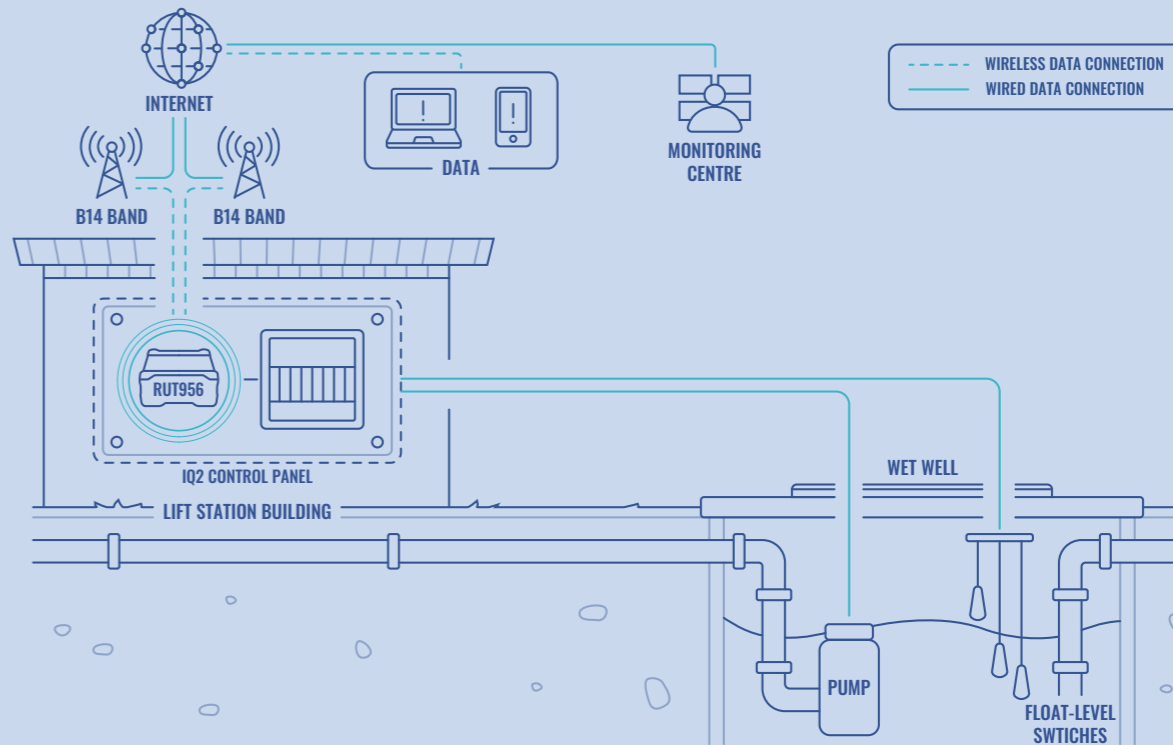 INTERNET
WIRELESS DATA CONNECTION
WIRED DATA CONNECTION
DATA
MONITORING
CENTRE
B14 BAND
B14 BAND
RUT956
IQ2 CONTROL PANEL
LIFT STATION BUILDING
WET WELL
PUMP
FLOAT-LEVEL
SWTICHES